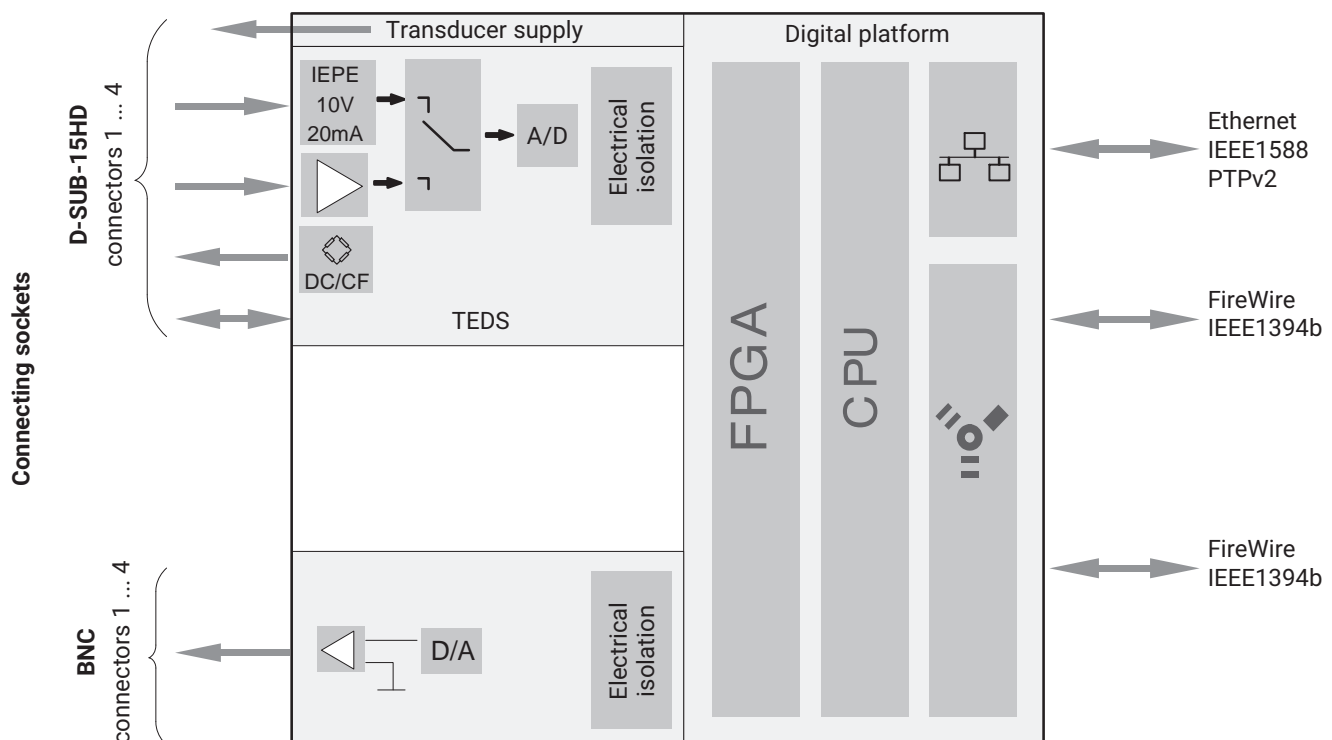 Transducer supply
Digital platform
Connecting sockets
D-SUB-15HD
connectors 1 ... 4
IEPE
10V
20mA
A/D
Electrical
isolation
DC/CF
TEDS
FPGA
CPU
Ethernet
IEEE1588
PTPv2
FireWire
IEEE1394b
FireWire
IEEE1394b
BNC
connectors 1 ... 4
D/A
Electrical
isolation